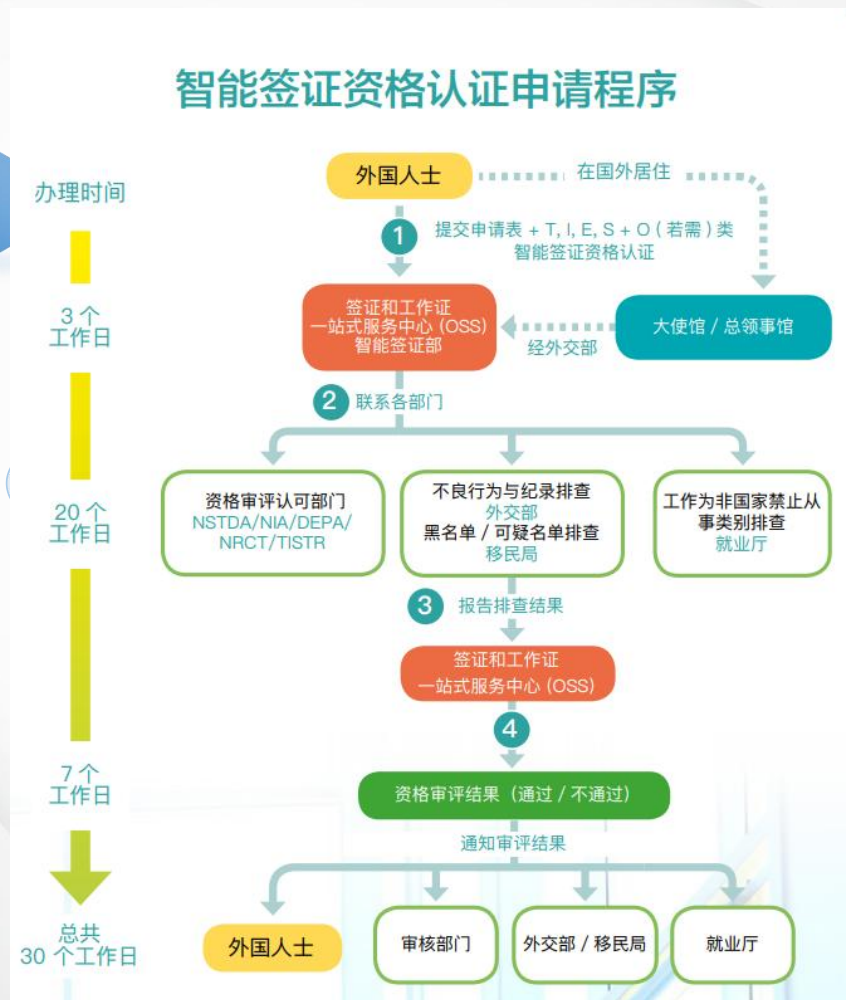 智能签证资格认证申请程序
办理时间
外国人士
在国外居住
1
提交申请表 + T, I, E, S + O ( 若需 ) 类
智能签证资格认证
3 个
工作日
签证和工作证
一站式服务中心 (OSS)
智能签证部
经外交部
大使馆 / 总领事馆
2
联系各部门
20 个
工作日
资格审评认可部门
NSTDA/NIA/DEPA/
NRCT/TISTR
不良行为与纪录排查
外交部
黑名单 / 可疑名单排查
移民局
工作为非国家禁止从
事类别排查
就业厅
3
报告排查结果
签证和工作证
一站式服务中心 (OSS)
4
7 个
工作日
资格审评结果（通过 / 不通过）
通知审评结果
总共
30 个工作日
外国人士
审核部门
外交部 / 移民局
就业厅